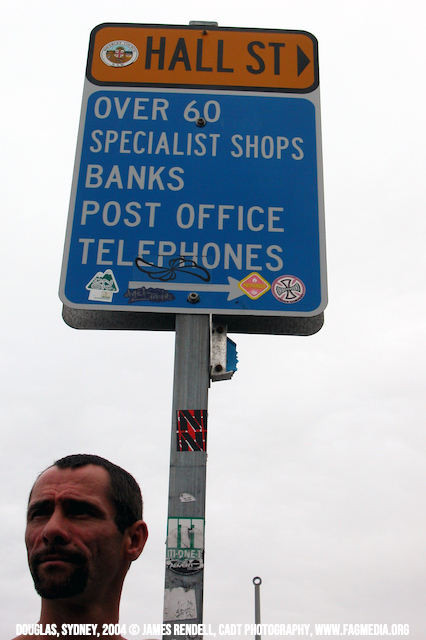 HALL ST
OVER 60
SPECIALIST SHOPS
BANKS
POST OFFICE
TELEPHONES
DOUGLAS, SYDNEY, 2004 © JAMES RENDELL, CADT PHOTOGRAPHY, WWW.FAGMEDIA.ORG